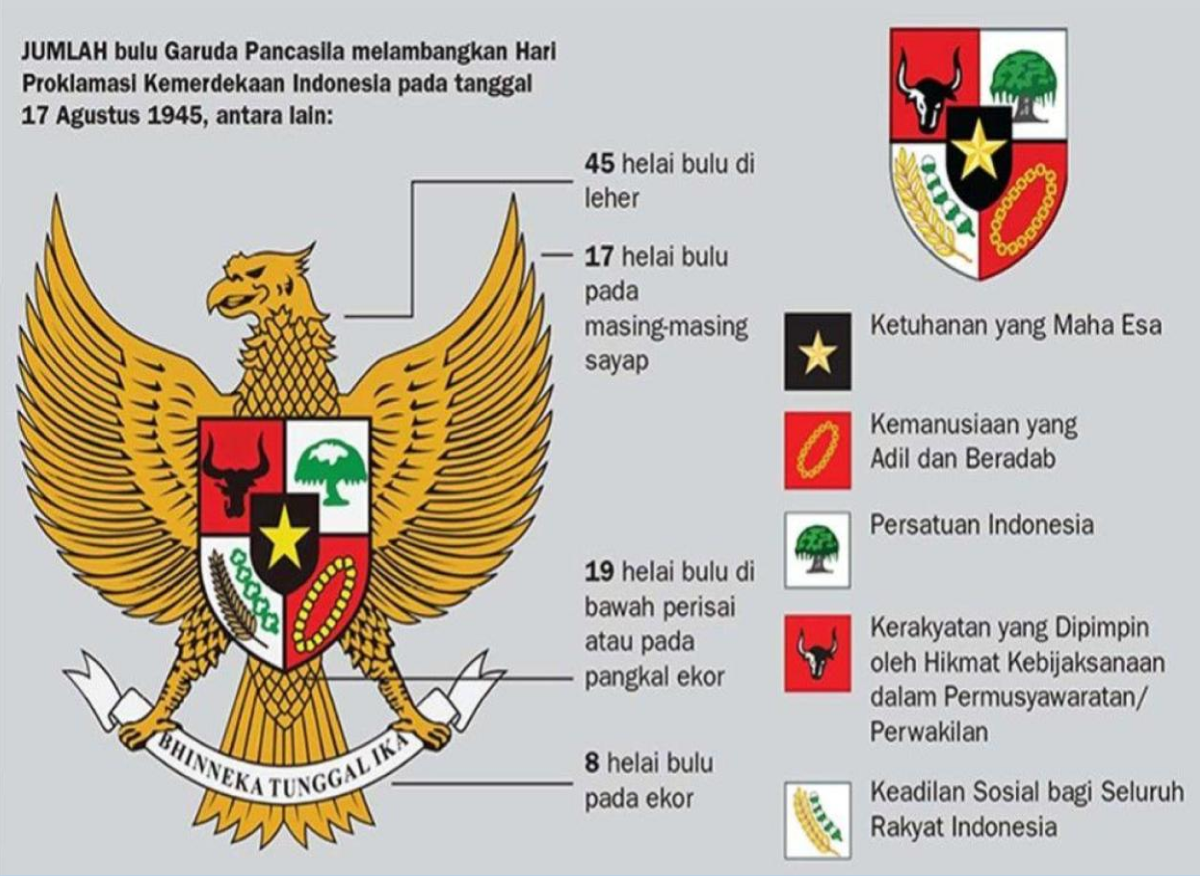 JUMLAH bulu Garuda Pancasila melambangkan Hari
Proklamasi Kemerdekaan Indonesia pada tanggal
17 Agustus 1945, antara lain:
45 helai bulu di
leher
17 helai bulu
pada
masing-masing
sayap
19 helai bulu di
bawah perisai
atau pada
pangkal ekor
8 helai bulu
pada ekor
BHINNEKA TUNGGAL IKA
Ketuhanan yang Maha Esa
Kemanusiaan yang
Adil dan Beradab
Persatuan Indonesia
Kerakyatan yang Dipimpin
oleh Hikmat Kebijaksanaan
dalam Permusyawaratan/
Perwakilan
Keadilan Sosial bagi Seluruh
Rakyat Indonesia